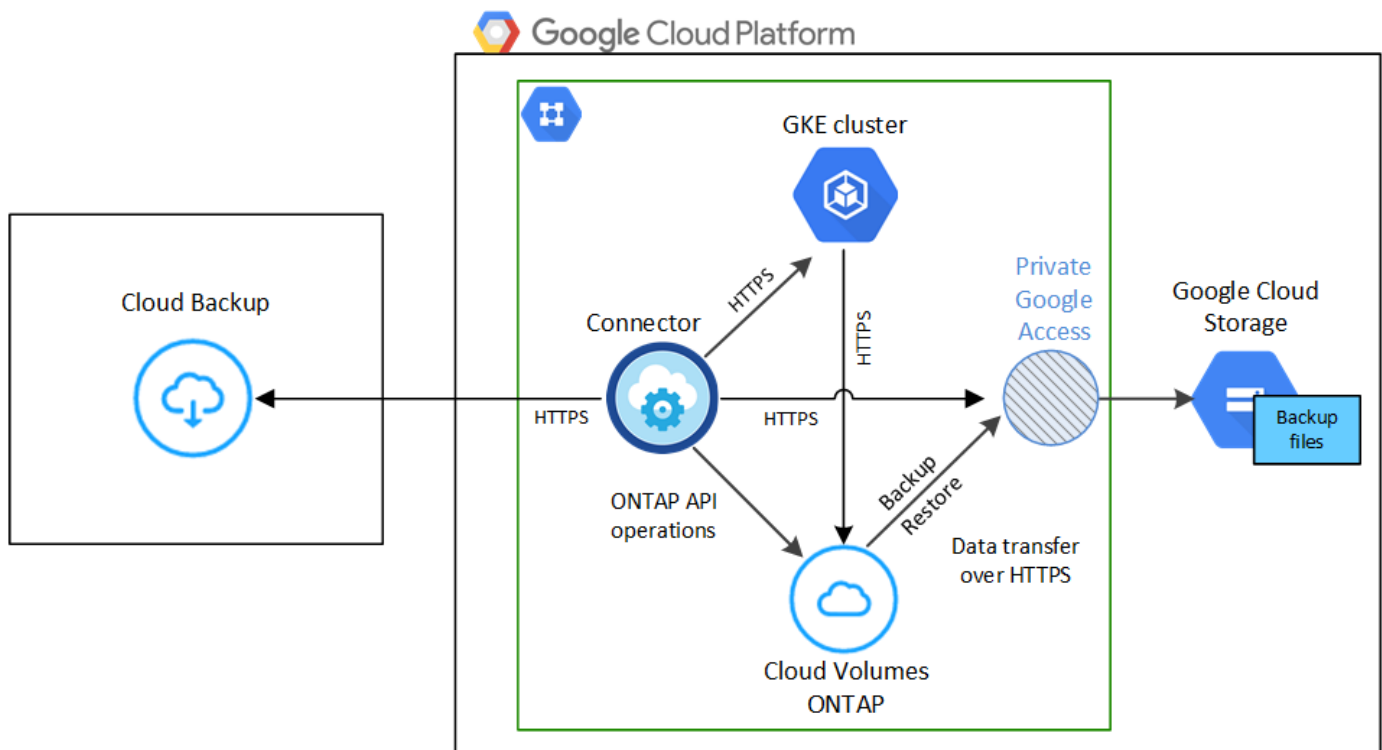 Google Cloud Platform
GKE cluster
Private
Google
Access
Google Cloud
Storage
Cloud Backup
Connector
HTTPS
HTTPS
HTTPS
HTTPS
Backup
files
ONTAP API
operations
Backup
Restore
Data transfer
over HTTPS
Cloud Volumes
ONTAP